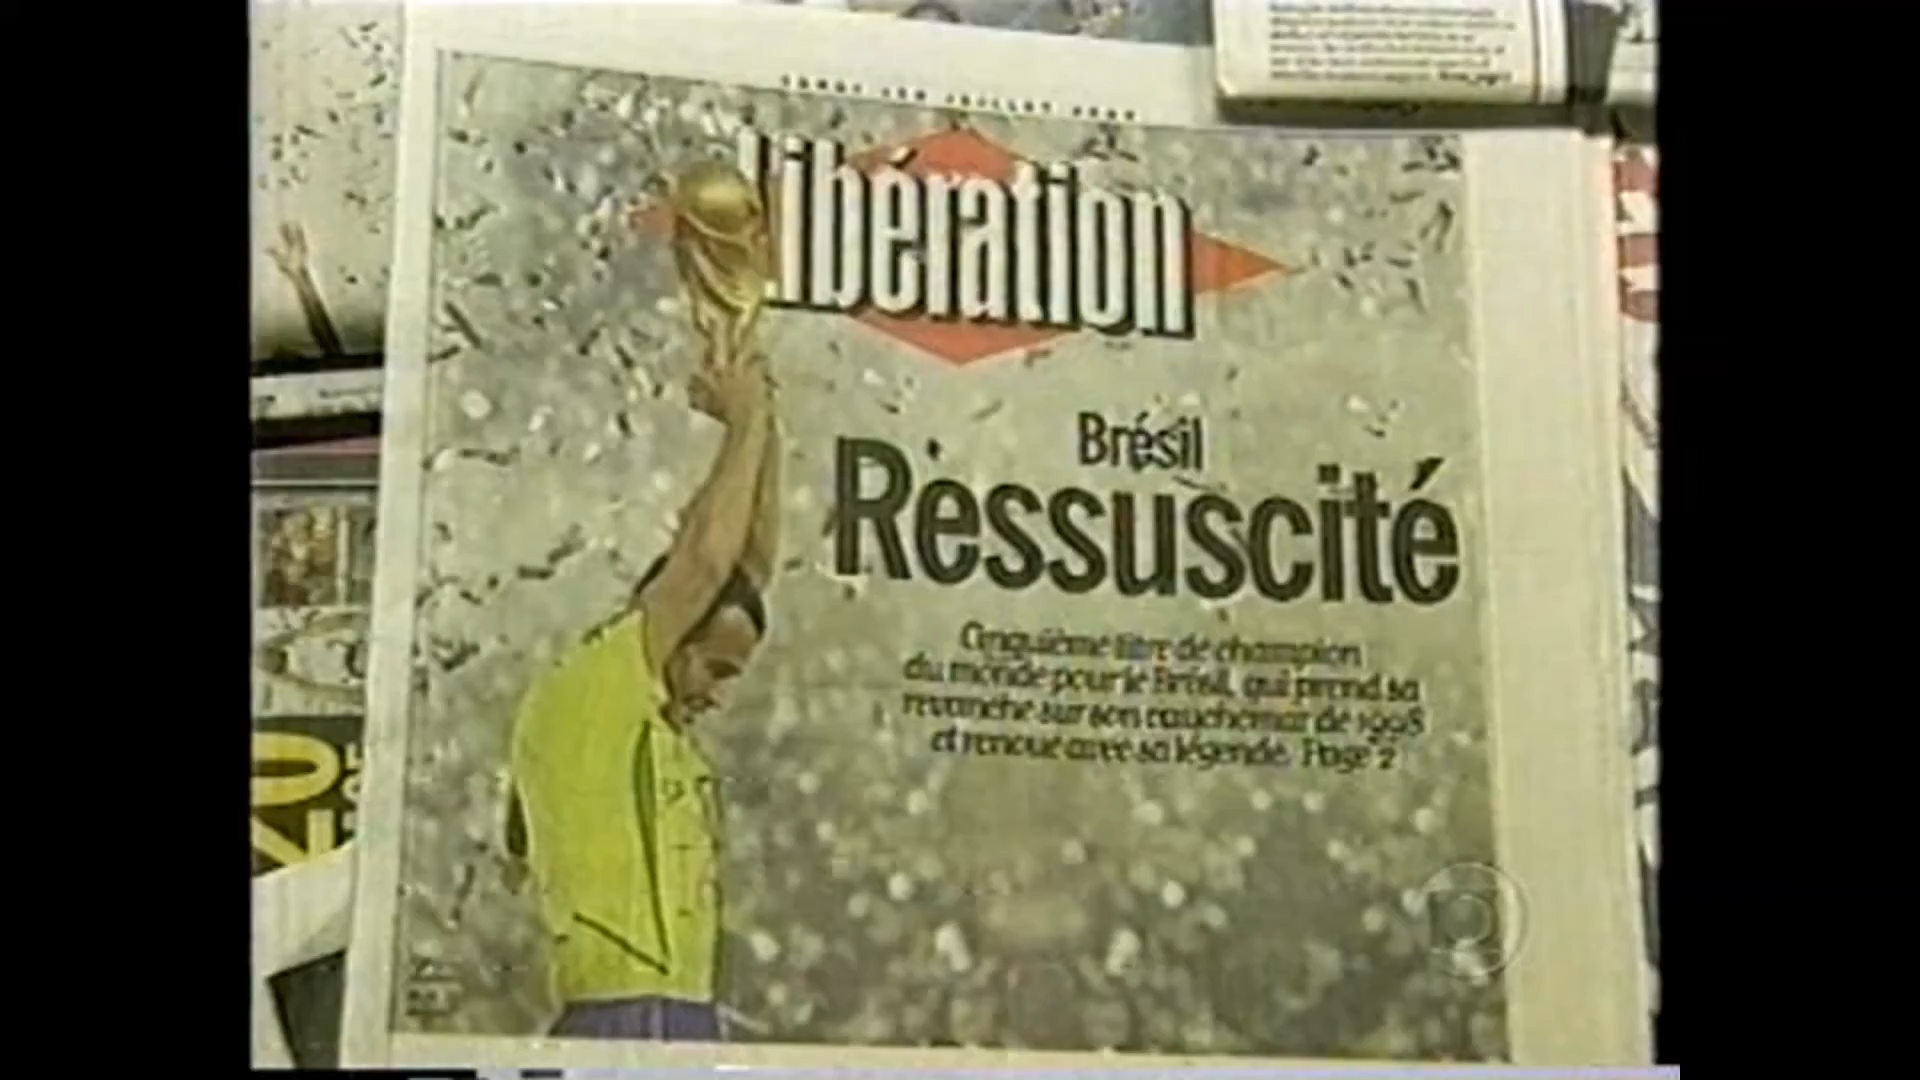 Libération
Brésil
Ressuscité
Cinquième titre de champion
du monde pour le Brésil, qui prend sa
revanche sur son cauchemar de 1998
et renoue avec sa légende. Page 2